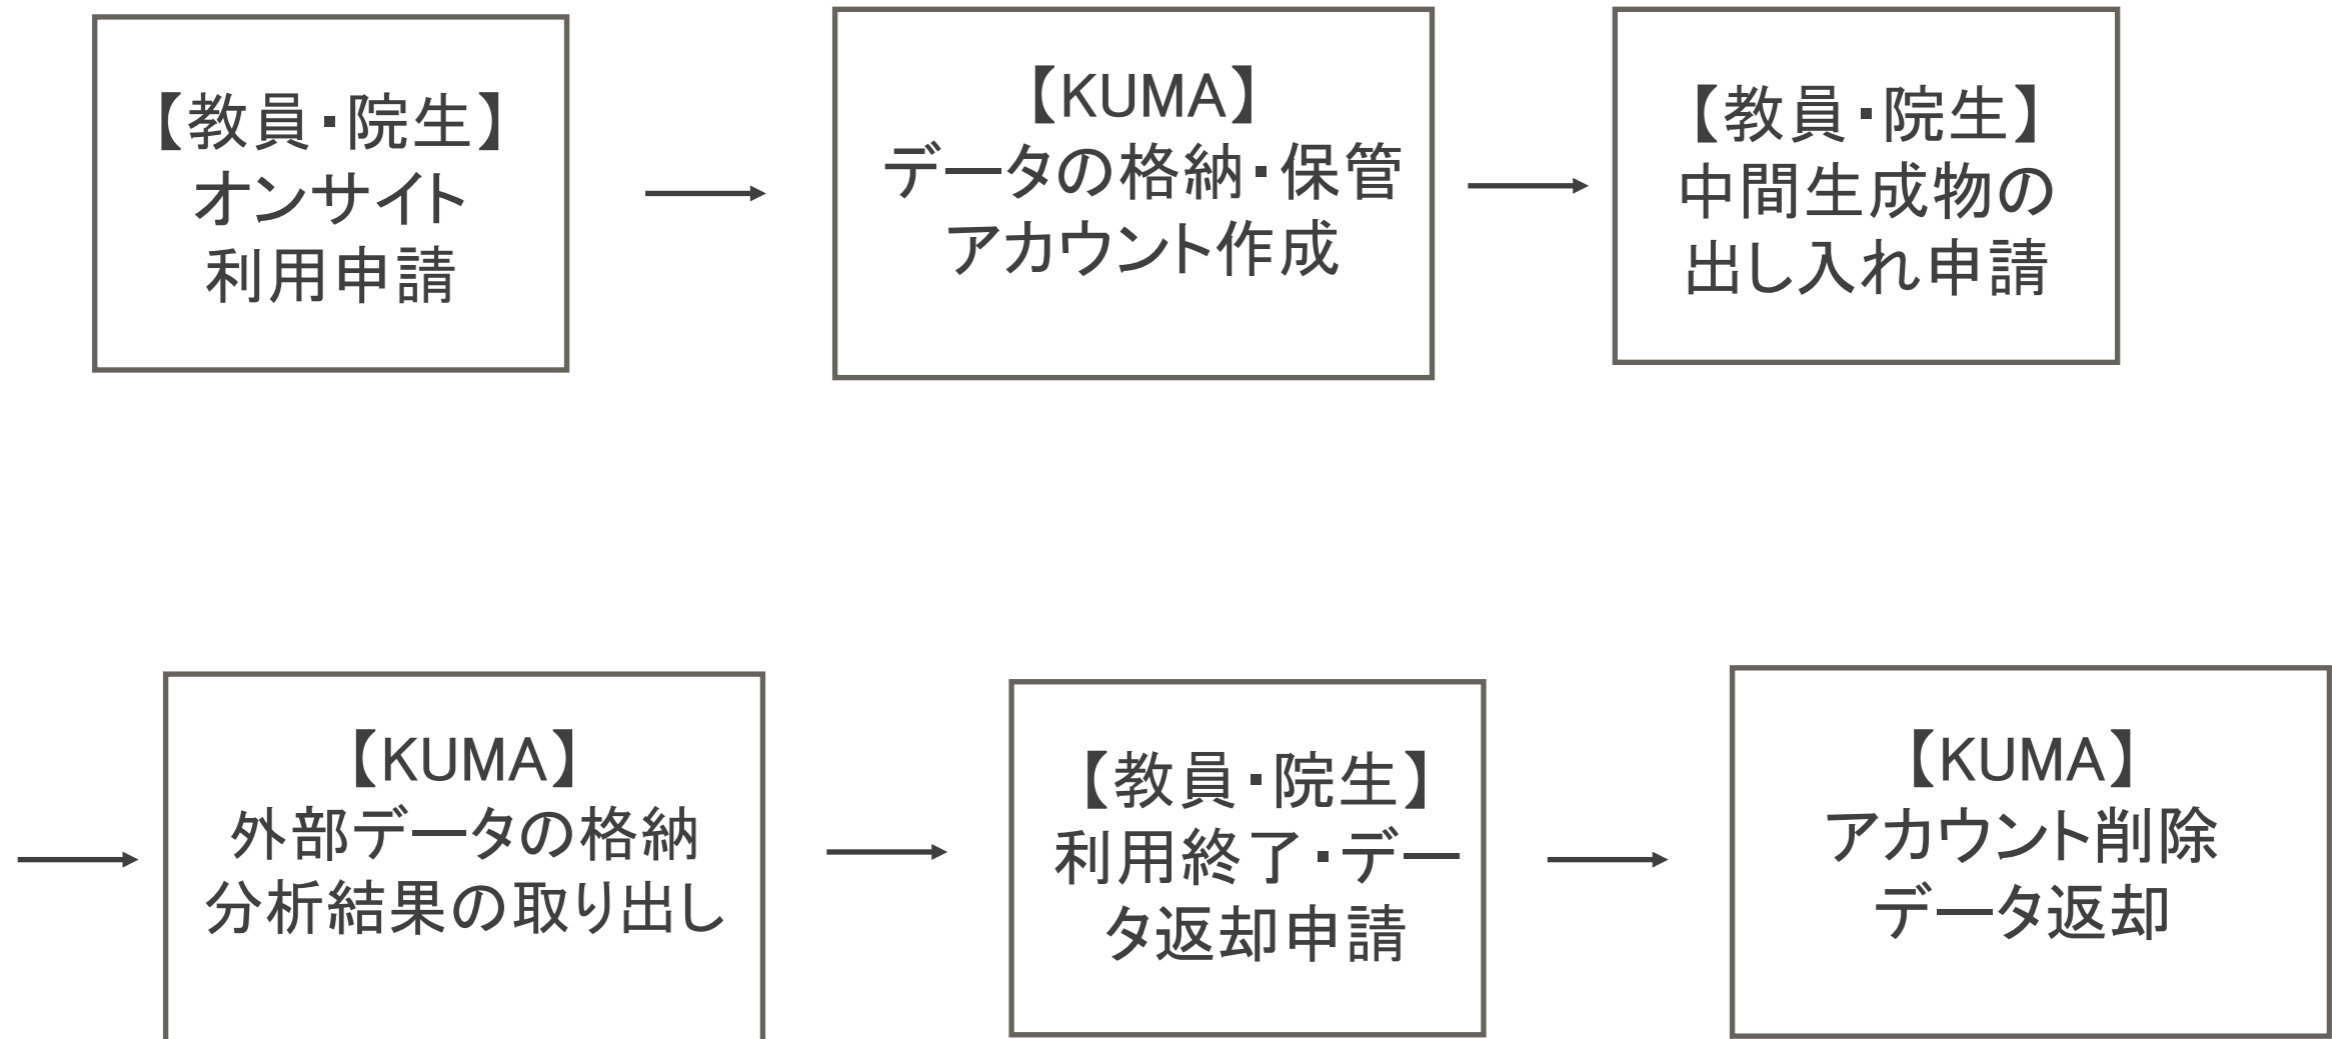 【教員・院生】
オンサイト
利用申請
【KUMA】
データの格納・保管
アカウント作成
【教員・院生】
中間生成物の
出し入れ申請
【KUMA】
外部データの格納
分析結果の取り出し
【教員・院生】
利用終了・デー
タ返却申請
【KUMA】
アカウント削除
データ返却